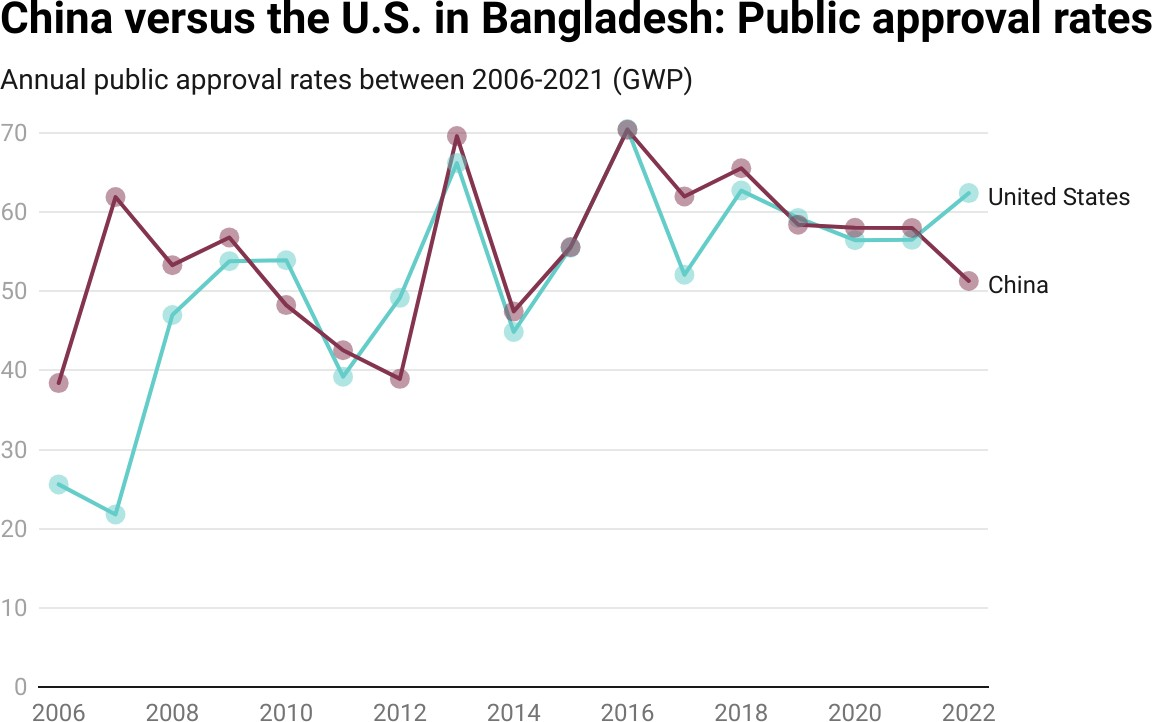 China versus the U.S. in Bangladesh: Public approval rates
Annual public approval rates between 2006-2021 (GWP)
70
60
50
40
30
20
10
0
United States
China
2006 2008 2010 2012 2014 2016 2018 2020 2022